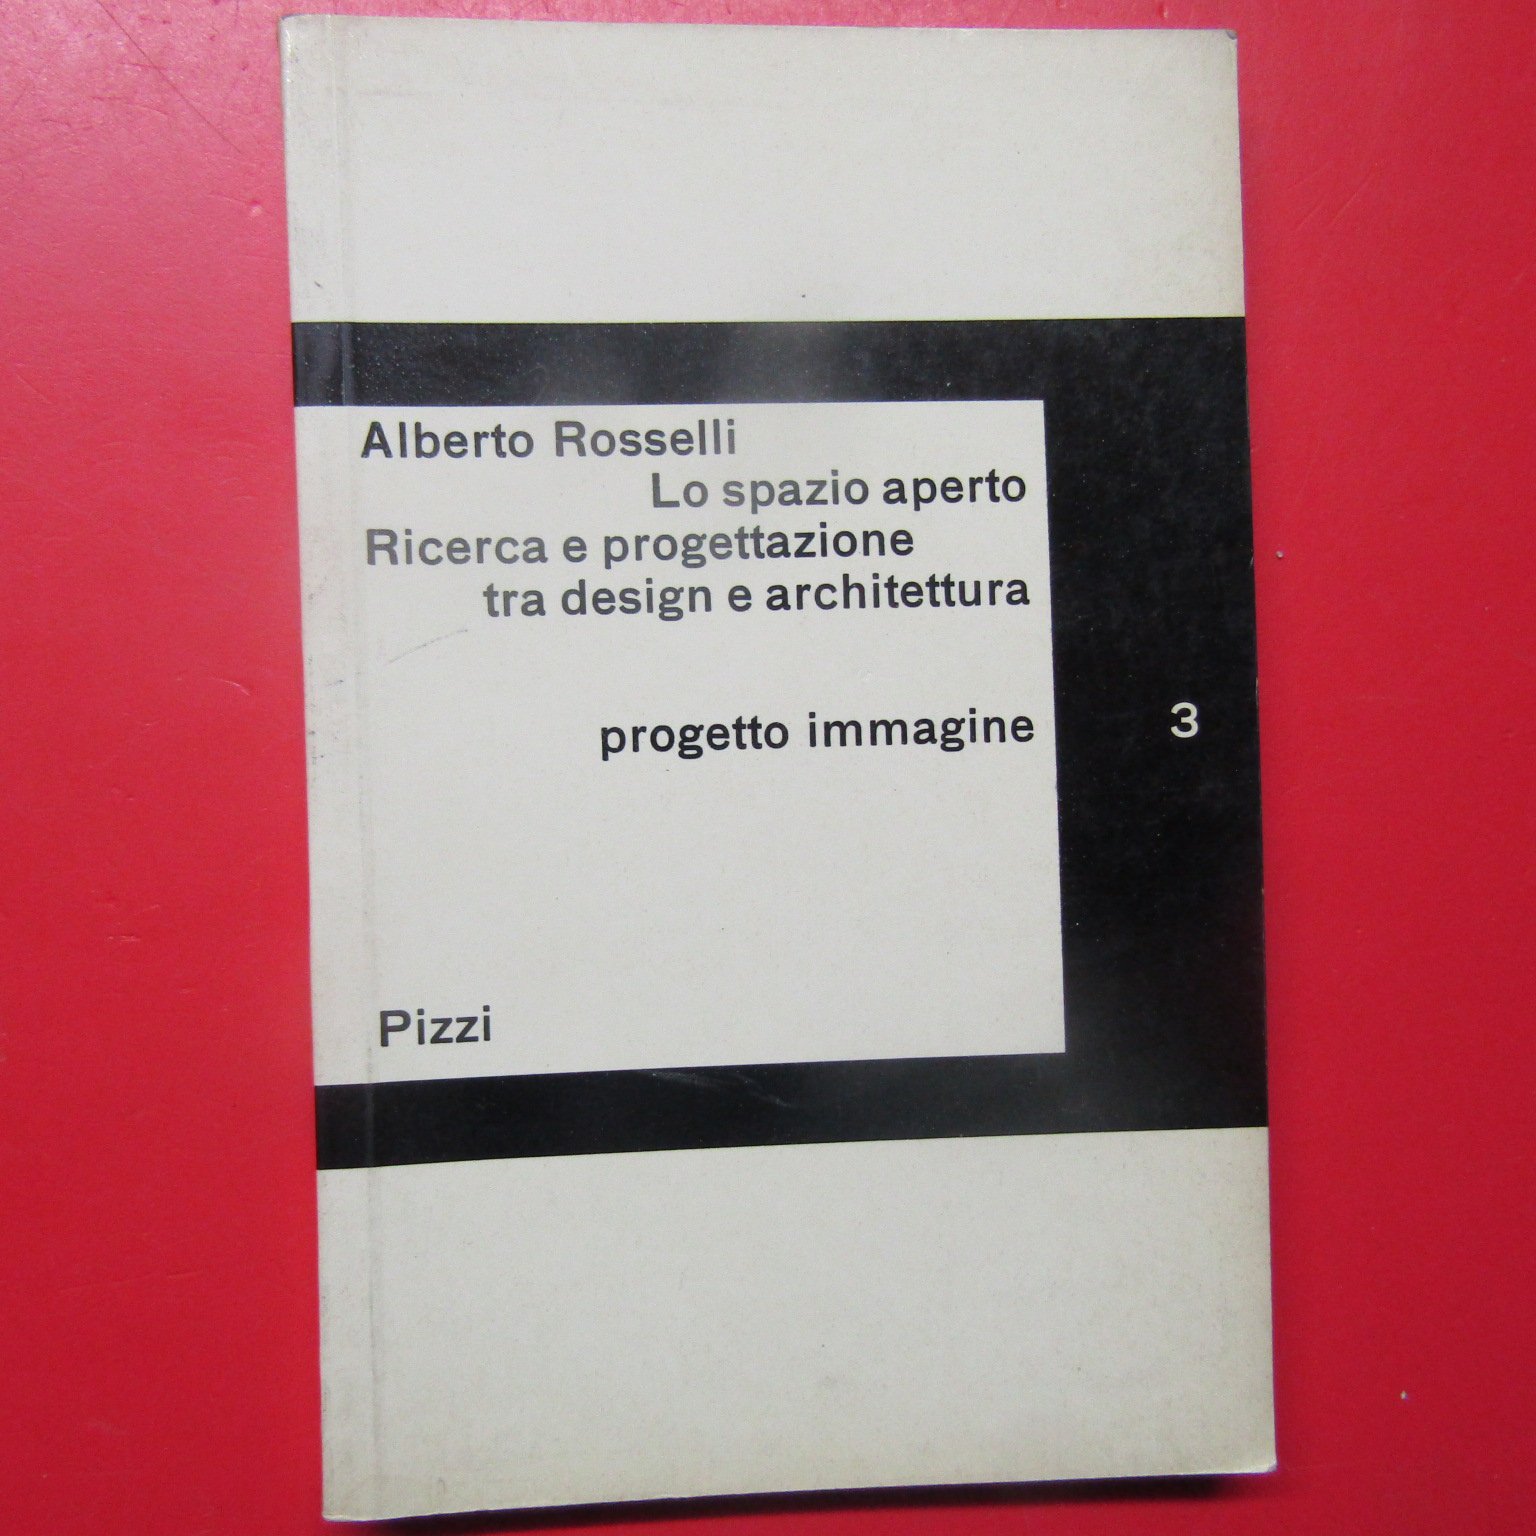 Alberto Rosselli
Lo spazio aperto
Ricerca e progettazione
tra design e architettura
progetto immagine
3
Pizzi